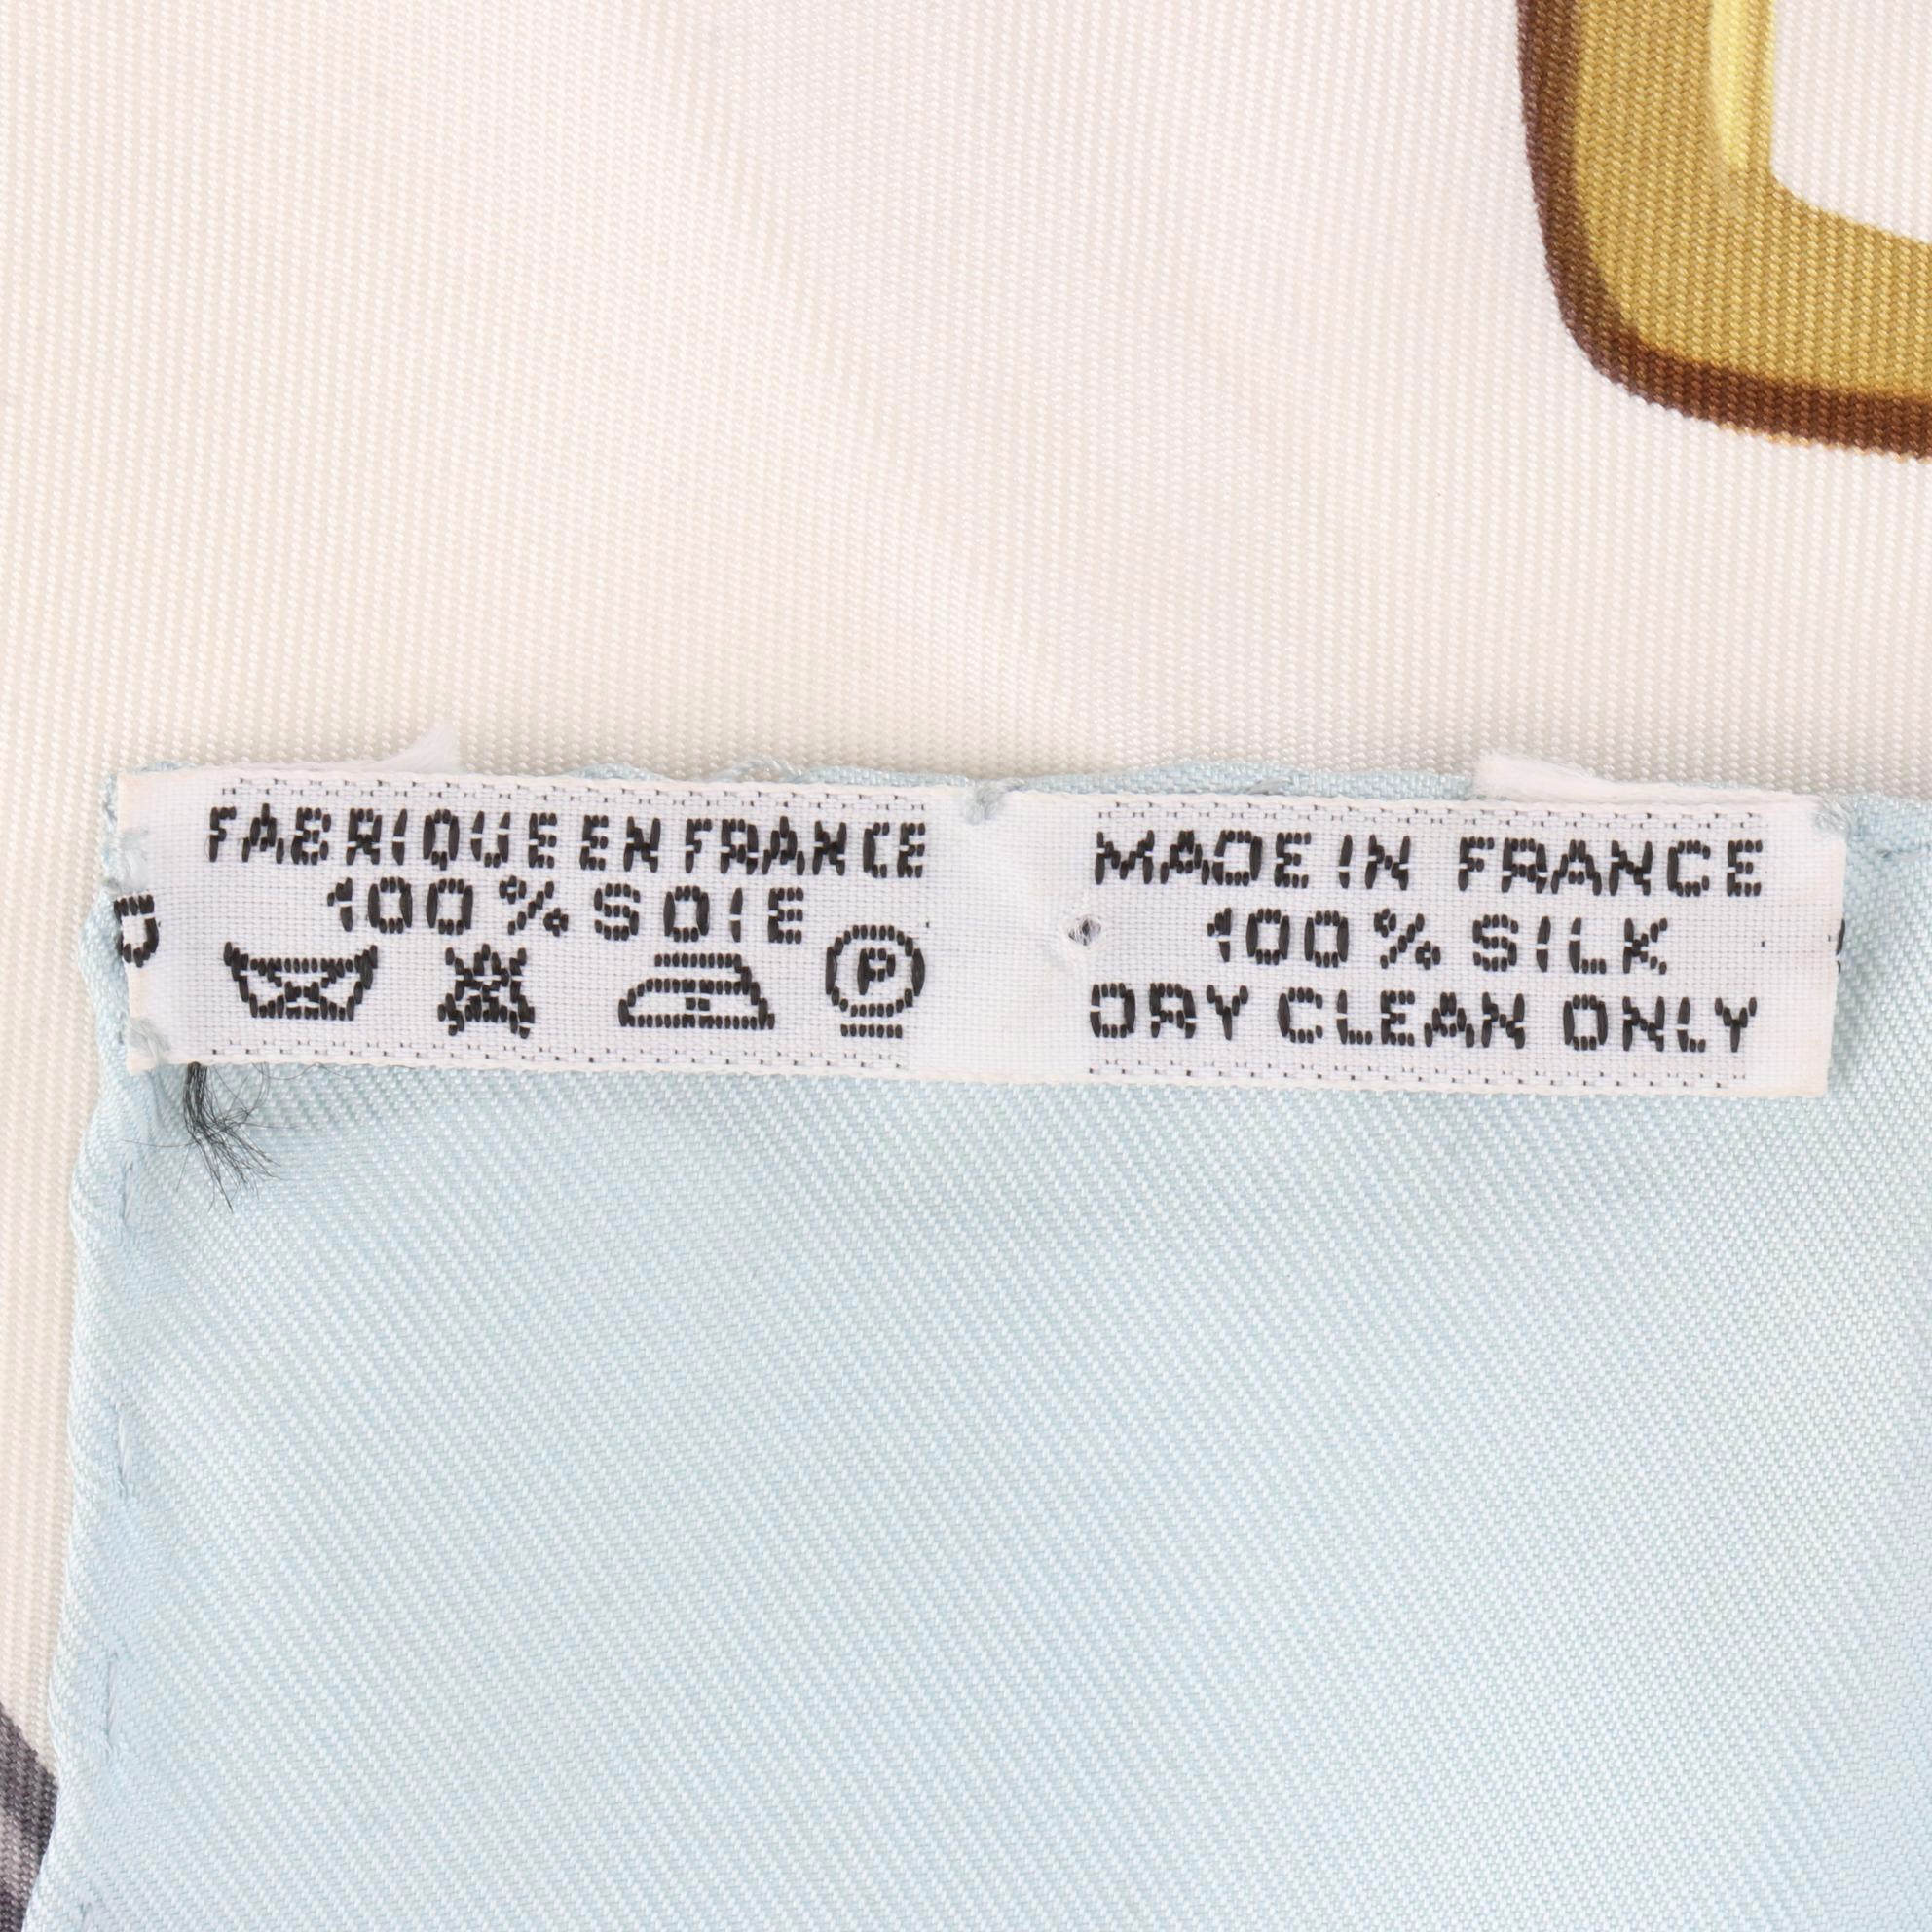 FABRIQUE EN FRANCE
100% SOIE
P
MADE IN FRANCE
100% SILK
DRY CLEAN ONLY